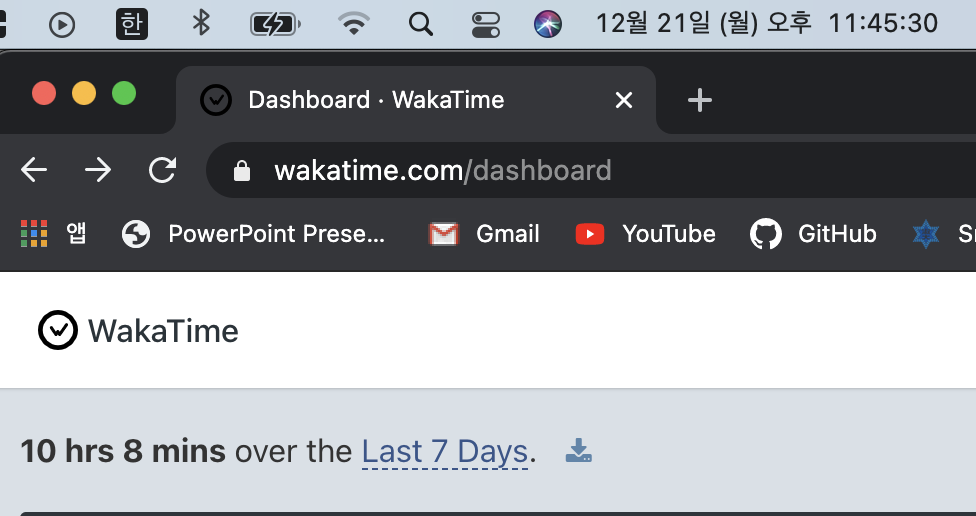 한 12월 21일 (월) 오후 11:45:30
Dashboard · WakaTime
wakatime.com/dashboard
앱 PowerPoint Prese... Gmail YouTube GitHub
WakaTime
10 hrs 8 mins over the Last 7 Days.